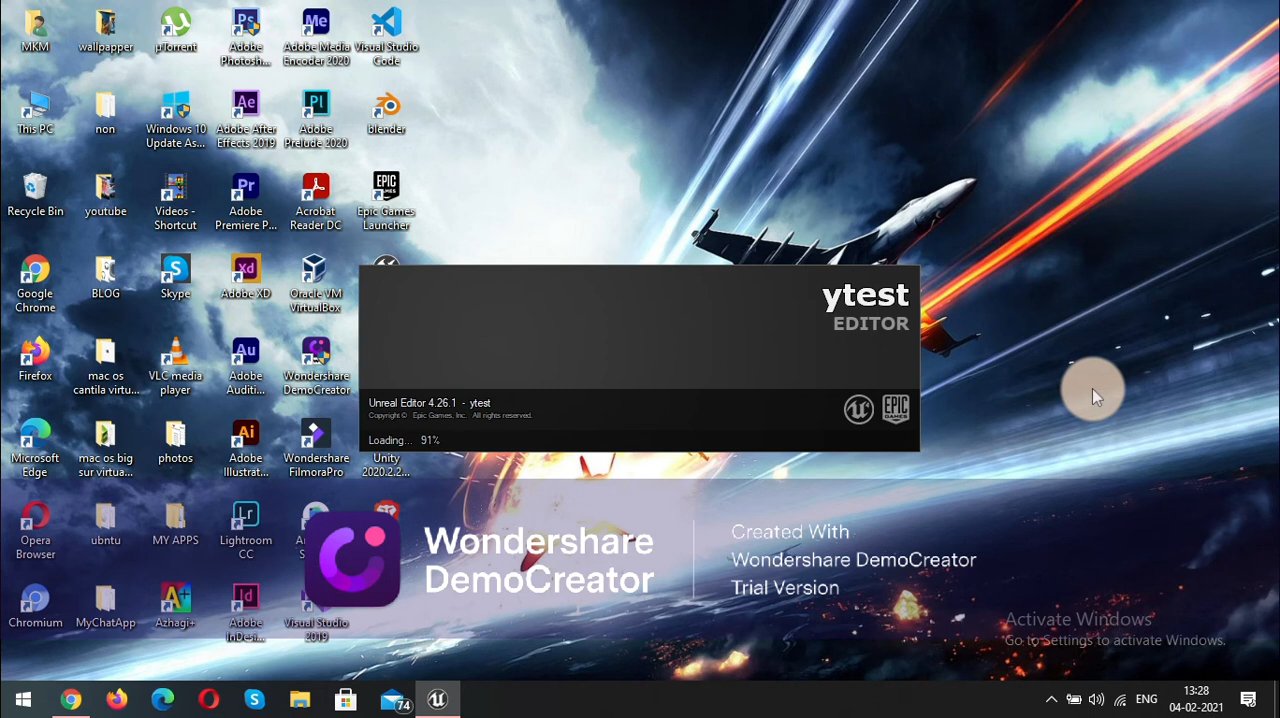 MKM
wallpapper
µTorrent
Adobe
Photosh...
Adobe Media
Encoder 2020
Visual Studio
Code
This PC
non
Windows 10
Update As...
Adobe After
Effects 2019
Adobe
Prelude 2020
blender
Recycle Bin
youtube
Videos -
Shortcut
Adobe
Premiere P...
Acrobat
Reader DC
Epic Games
Launcher
Google
Chrome
BLOG
Skype
Adobe XD
Oracle VM
VirtualBox
ytest
EDITOR
Unreal Editor 4.26.1 - ytest
Copyright © Epic Games, Inc. All rights reserved.
Loading... 91%
EPIC
GAMES
Firefox
mac os
cantila virtu...
VLC media
player
Adobe
Auditi...
Wondershare
DemoCreator
Microsoft
Edge
mac os big
sur virtua...
photos
Adobe
Illustrat...
Wondershare
FilmoraPro
Unity
2020.2.2...
Opera
Browser
ubntu
MY APPS
Lightroom
CC
Wondershare
DemoCreator
Created With
Wondershare DemoCreator
Trial Version
Chromium
MyChatApp
Azhagi+
Adobe
InDesi...
Visual Studio
2019
Activate Windows
Go to Settings to activate Windows.
74
ENG
13:28
04-02-2021